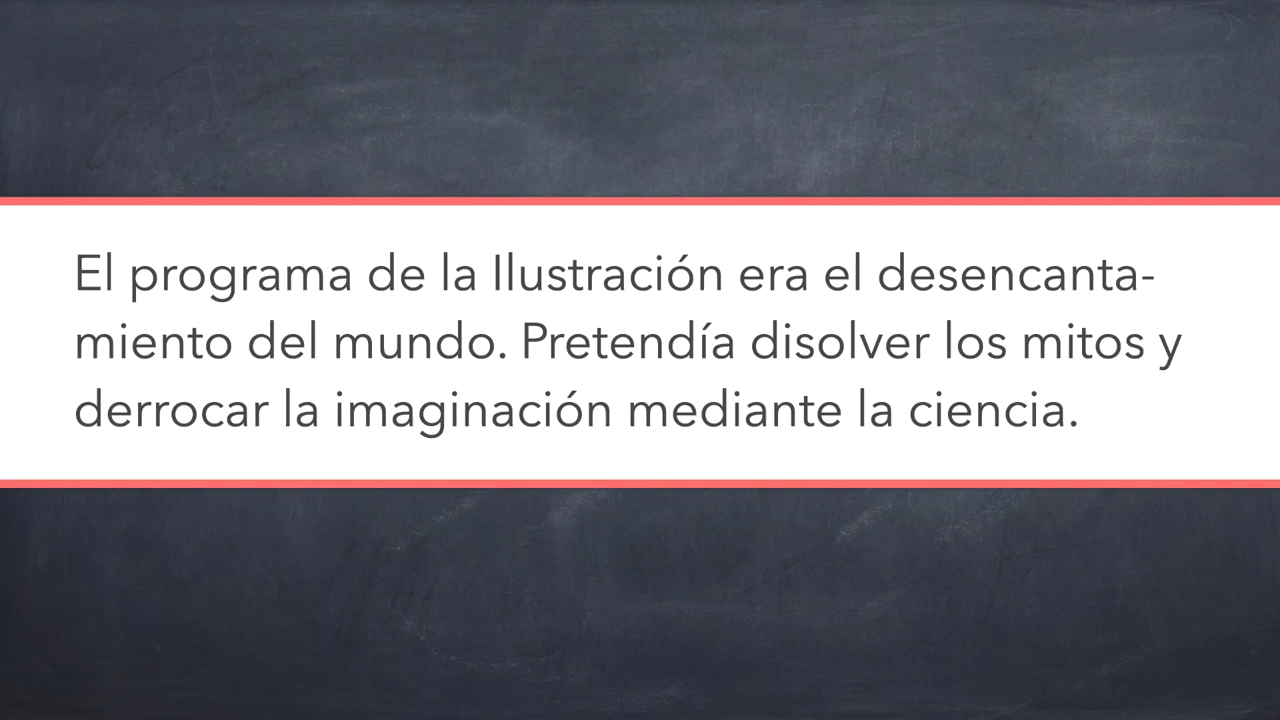 El programa de la Ilustración era el desencanta-
miento del mundo. Pretendía disolver los mitos y
derrocar la imaginación mediante la ciencia.